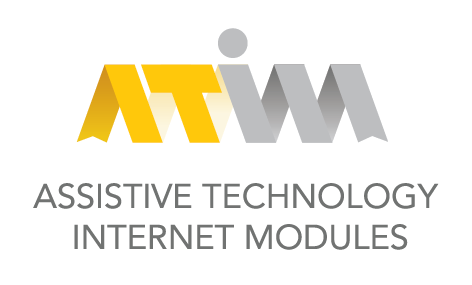 ATiM
ASSISTIVE TECHNOLOGY
INTERNET MODULES